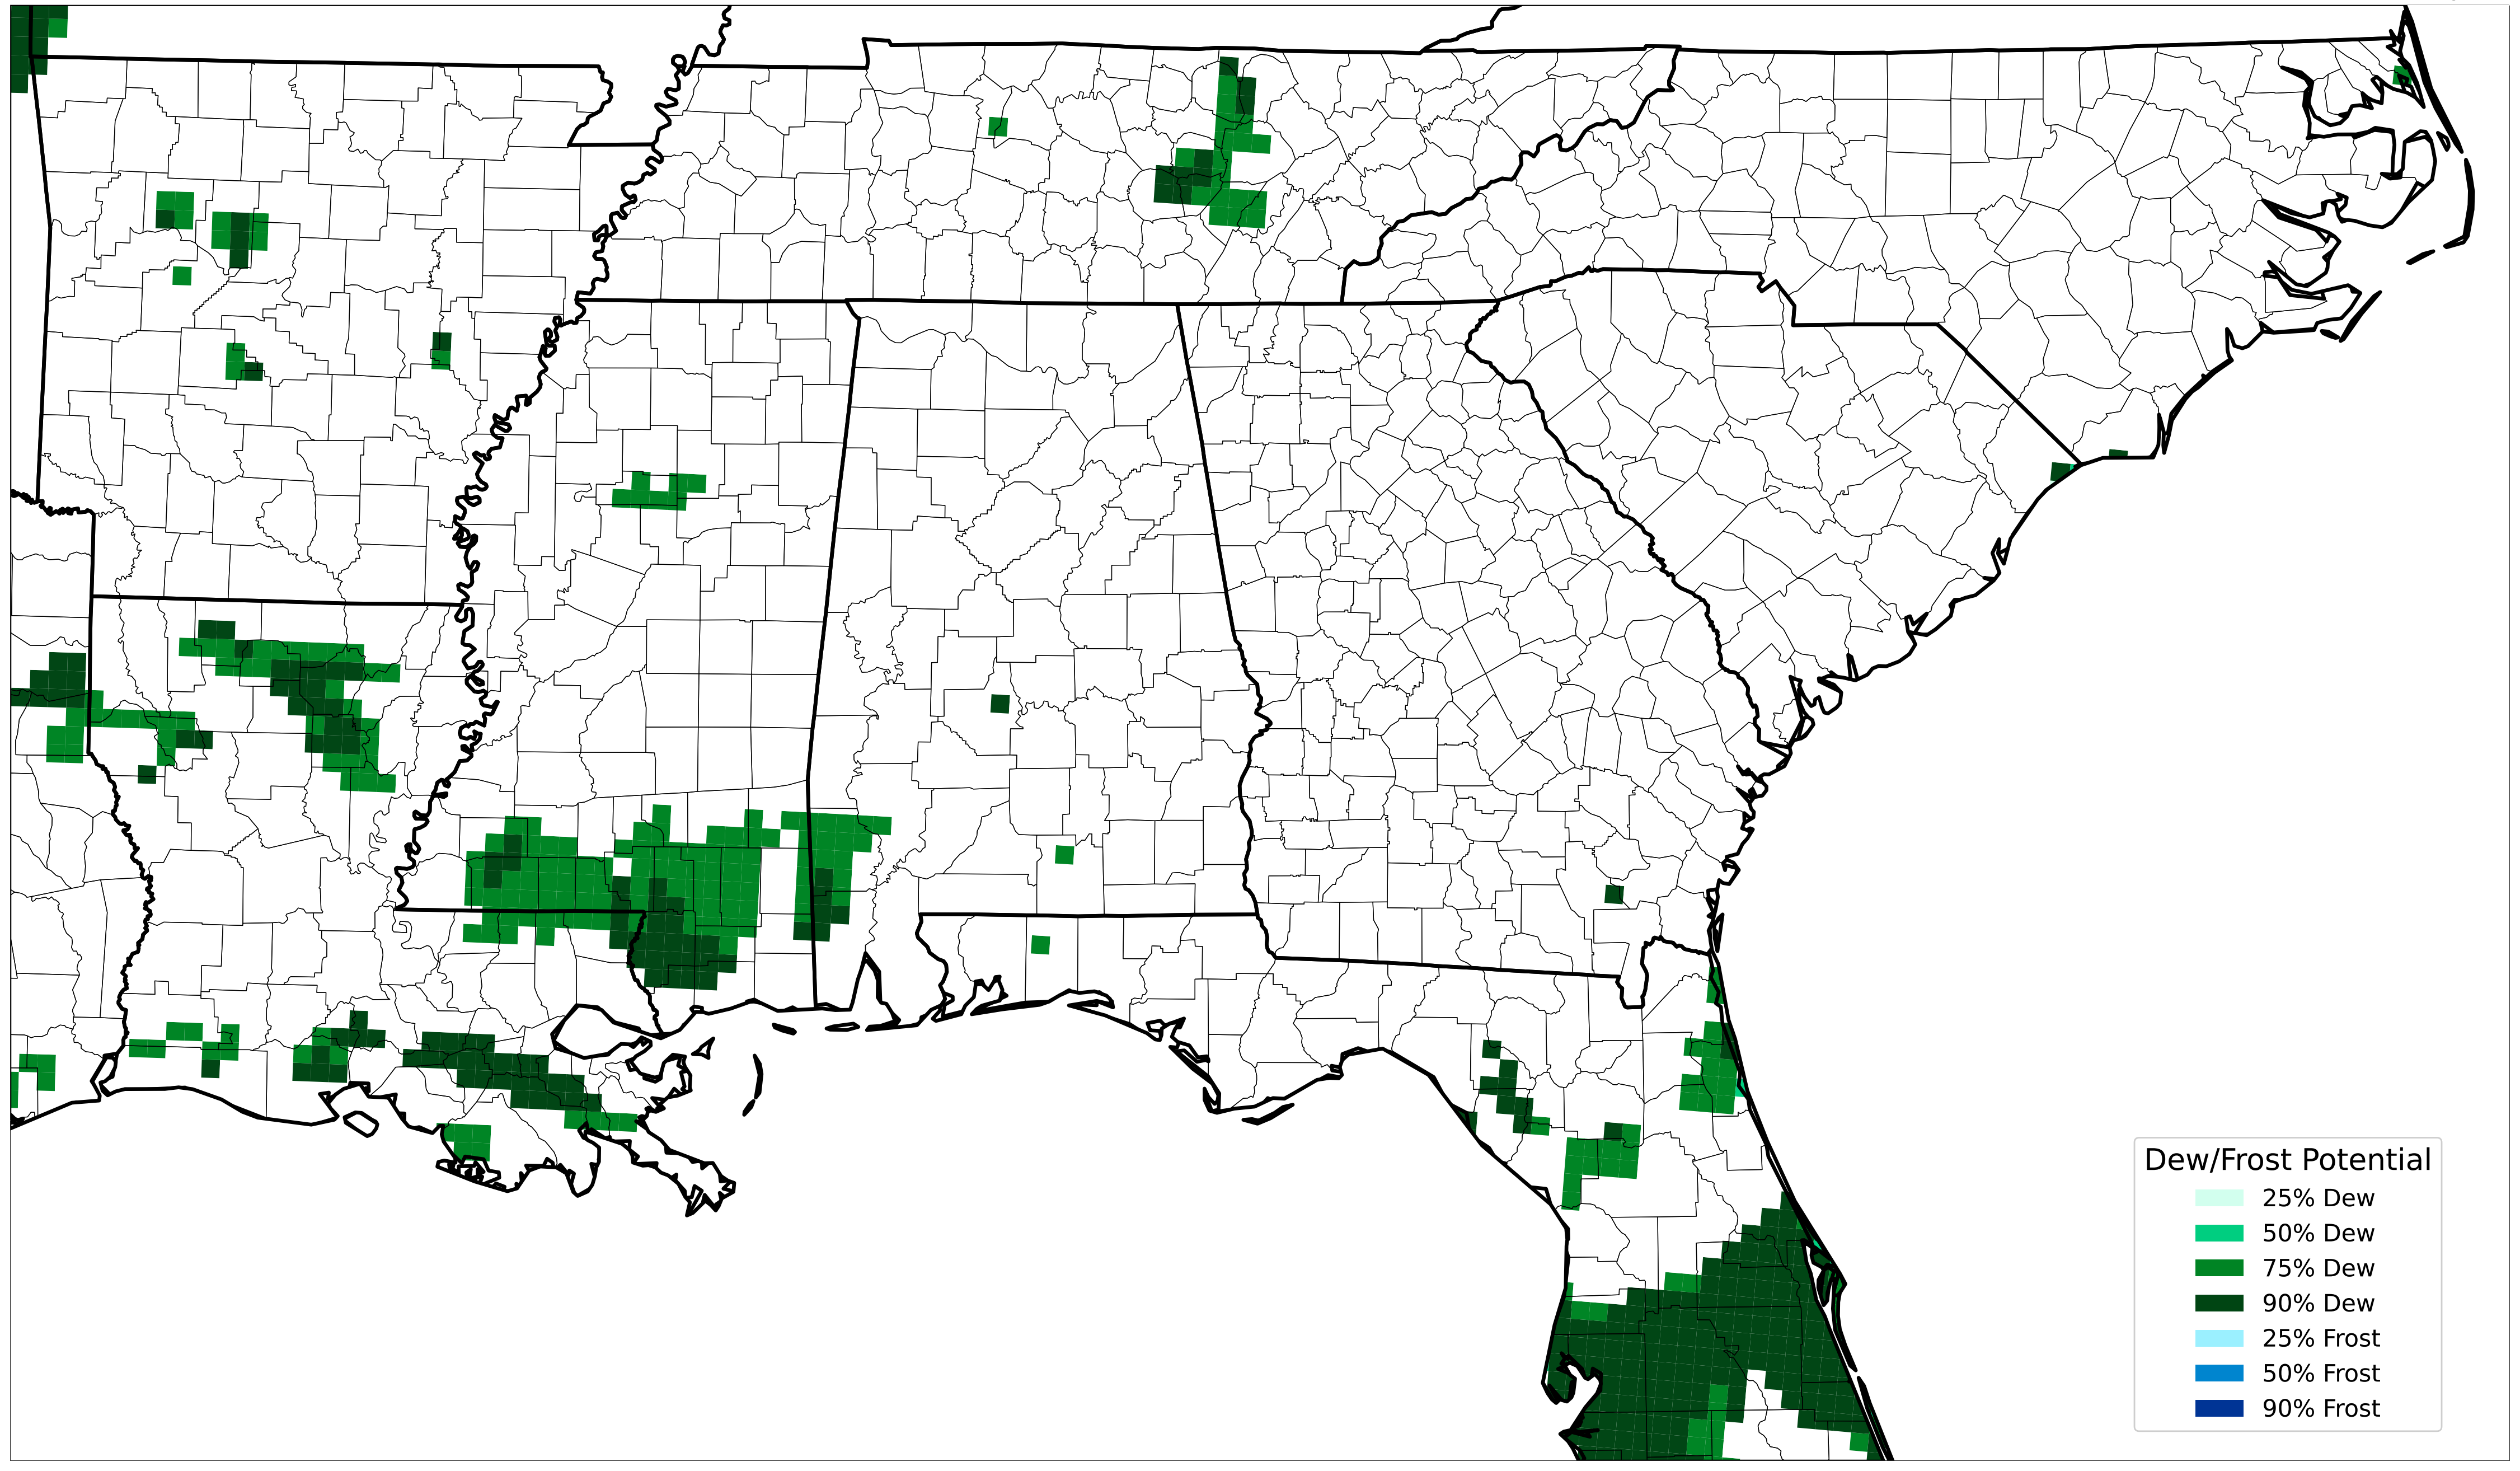 Dew/Frost Potential
25% Dew
50% Dew
75% Dew
90% Dew
25% Frost
50% Frost
90% Frost